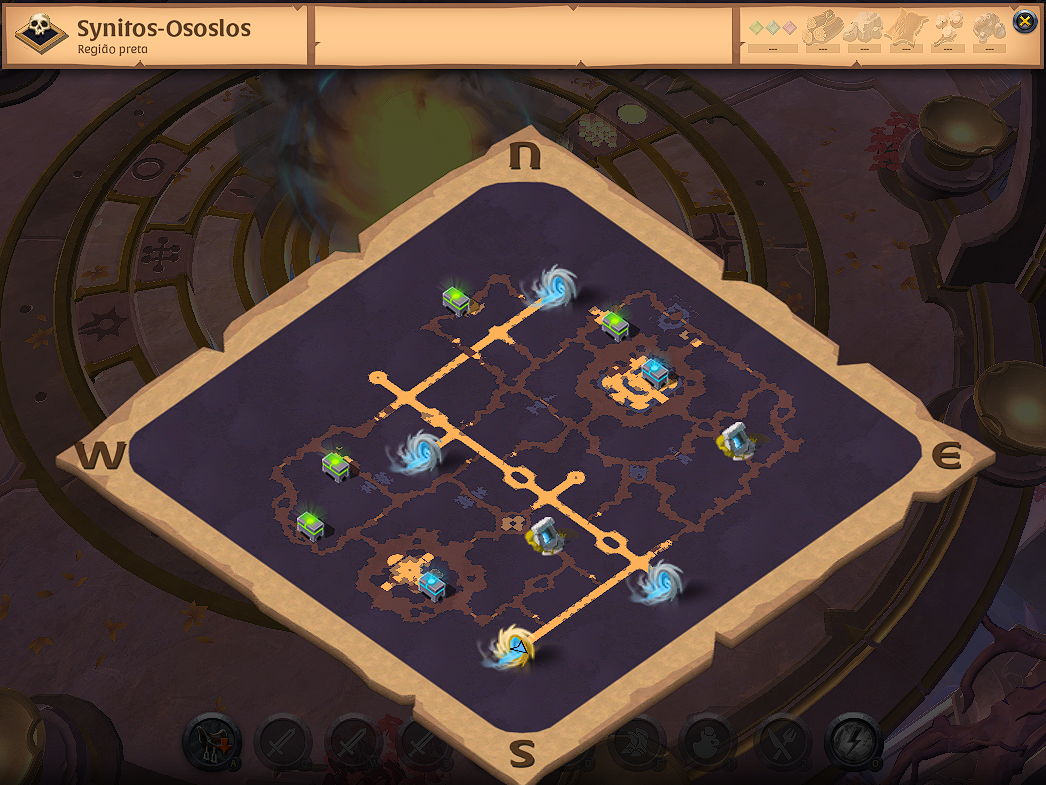 Synitos-Ososlos
Região preta
--- --- --- --- --- ---
N
W
E
S
A